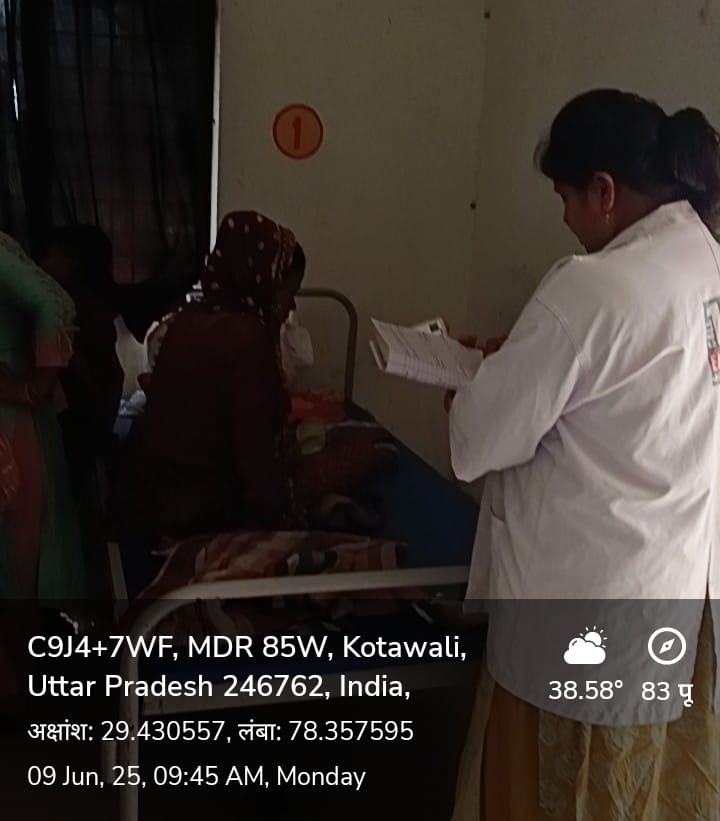 1
C9J4+7WF, MDR 85W, Kotawali,
Uttar Pradesh 246762, India,
38.58° 83 पू
अक्षांश: 29.430557, लंबा: 78.357595
09 Jun, 25, 09:45 AM, Monday